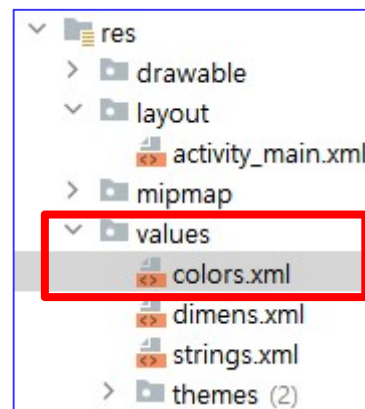 res
drawable
layout
activity_main.xml
mipmap
values
colors.xml
dimens.xml
strings.xml
themes (2)